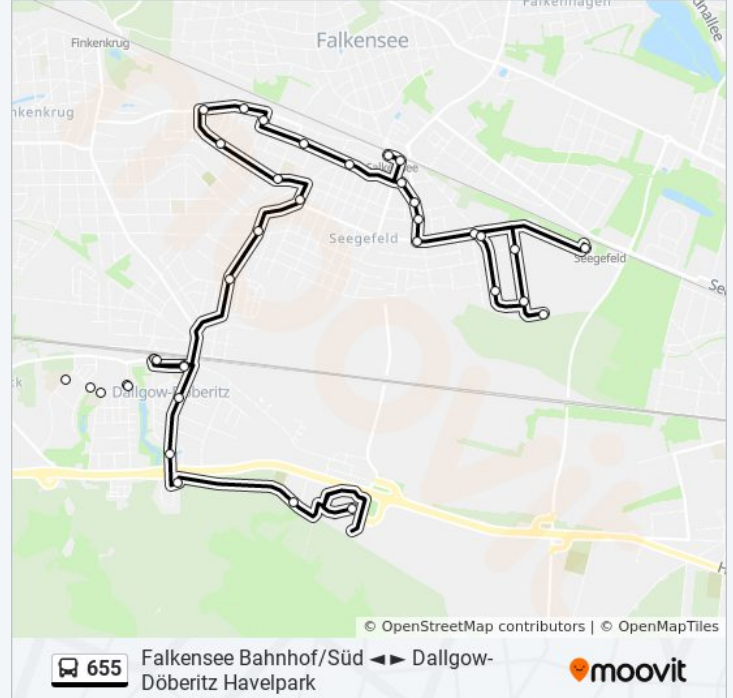 Falkenhagen
Finkenkrug
Falkensee
nkenkrug
Falkensee
Seegefeld
Seegefeld
Se
Dallgow-Döberitz
k
H
© OpenStreetMap contributors | © OpenMapTiles
655
Falkensee Bahnhof/Süd ◄► Dallgow-
Döberitz Havelpark
moovit